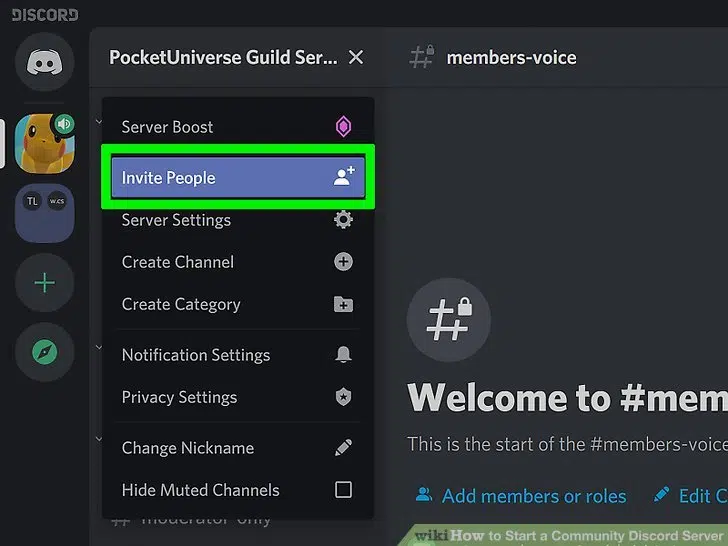 DISCORD
PocketUniverse Guild Ser...
members-voice
Server Boost
Invite People
TL
w.cs
Server Settings
Create Channel
Create Category
Notification Settings
Privacy Settings
Welcome to #mem
This is the start of the #members-voice
Change Nickname
Hide Muted Channels
Add members or roles
Edit C
moderator-only
wikiHow to Start a Community Discord Server